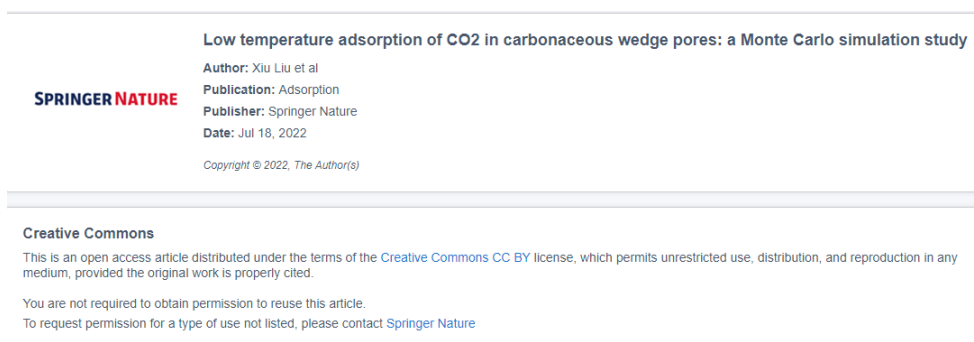 Low temperature adsorption of CO2 in carbonaceous wedge pores: a Monte Carlo simulation study
Author: Xiu Liu et al
Publication: Adsorption
SPRINGER NATURE
Publisher: Springer Nature
Date: Jul 18, 2022
Copyright © 2022, The Author(s)
Creative Commons
This is an open access article distributed under the terms of the Creative Commons CC BY license, which permits unrestricted use, distribution, and reproduction in any
medium, provided the original work is properly cited.
You are not required to obtain permission to reuse this article.
To request permission for a type of use not listed, please contact Springer Nature